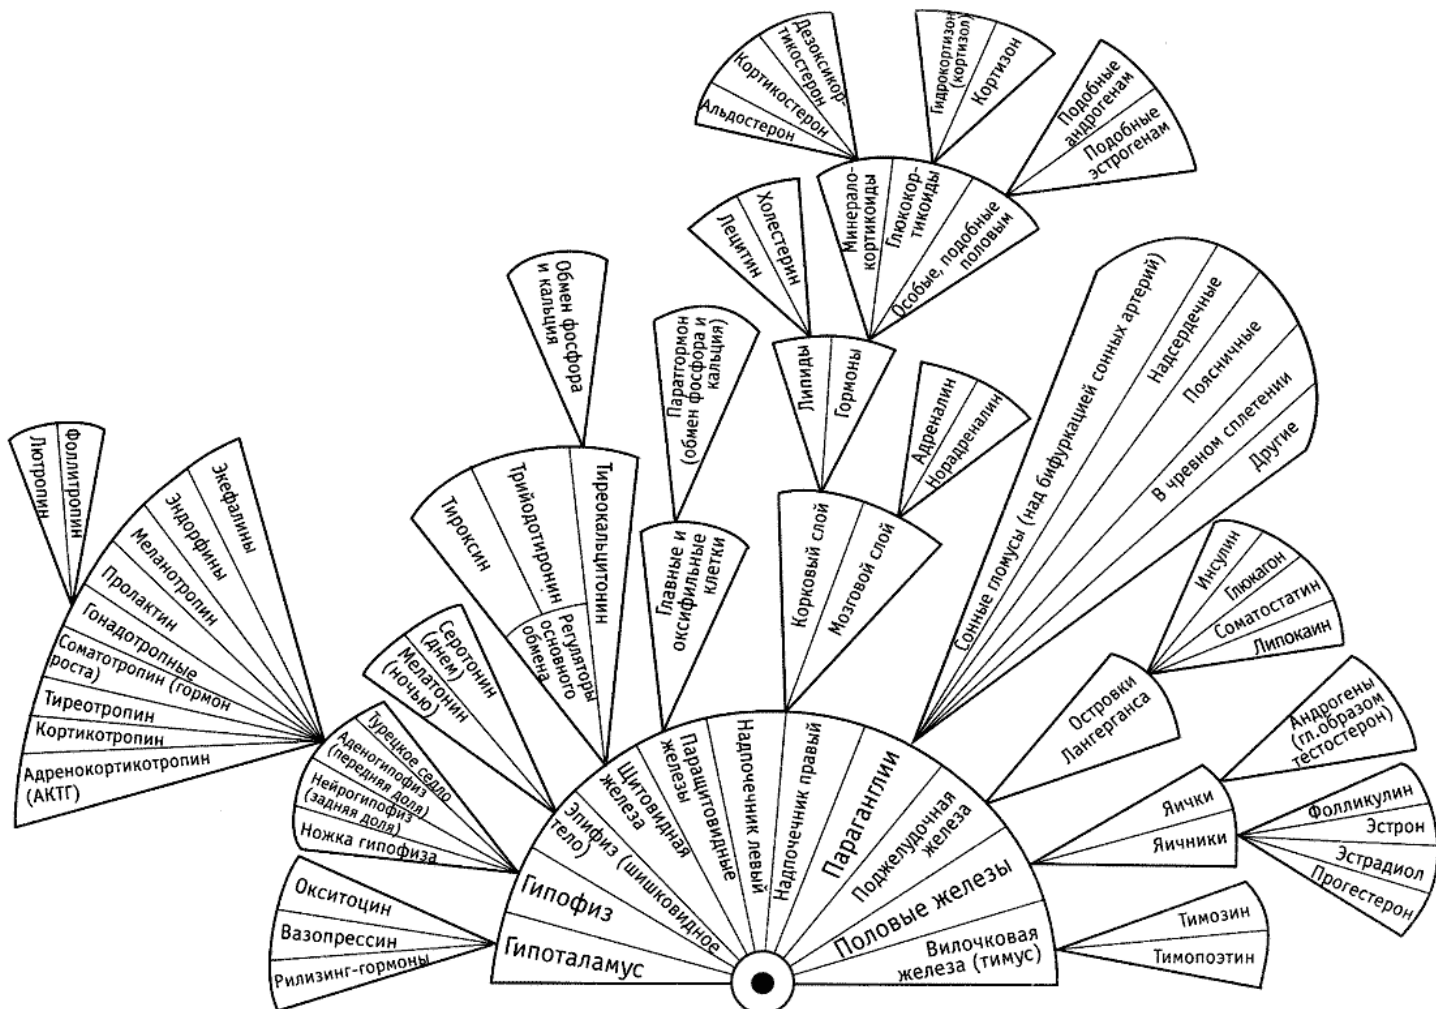 Дезоксикор-
тикостерон
Кортикостерон
Альдостерон
Гидрокортизон
(кортизол)
Кортизон
Подобные
андрогенам
Подобные
эстрогенам
Минерало-
кортикоиды
Глюкокор-
тикоиды
Особые, подобные
половым
Лецитин
Холестерин
Липиды
Гормоны
Обмен фосфора
и кальция
Паратгормон
(обмен фосфора и
кальция)
Адреналин
Норадреналин
Сонные гломусы (над бифуркацией сонных артерий)
Надсердечные
Поясничные
В чревном сплетении
Другие
Лютропин
Фоллитропин
Экефалины
Эндорфины
Меланотропин
Пролактин
Гонадотропные
Соматотропин (гормон
роста)
Тиреотропин
Кортикотропин
Адренокортикотропин
(АКТГ)
Тироксин
Трийодотиронин
Тиреокальцитонин
Регуляторы
основного
обмена
Главные и
оксифильные
клетки
Корковый слой
Мозговой слой
Серотонин
(днем)
Мелатонин
(ночью)
Инсулин
Глюкагон
Соматостатин
Липокаин
Островки
Лангерганса
Андрогены
(гл.образом
тестостерон)
Турецкое седло
Аденогипофиз
(передняя доля)
Нейрогипофиз
(задняя доля)
Ножка гипофиза
Яички
Яичники
Фолликулин
Эстрон
Эстрадиол
Прогестерон
Окситоцин
Вазопрессин
Рилизинг-гормоны
Гипоталамус
Гипофиз
Эпифиз (шишковидное
тело)
Щитовидная
железа
Паращитовидные
железы
Надпочечник левый
Надпочечник правый
Параганглии
Поджелудочная
железа
Половые железы
Вилочковая
железа (тимус)
Тимозин
Тимопоэтин